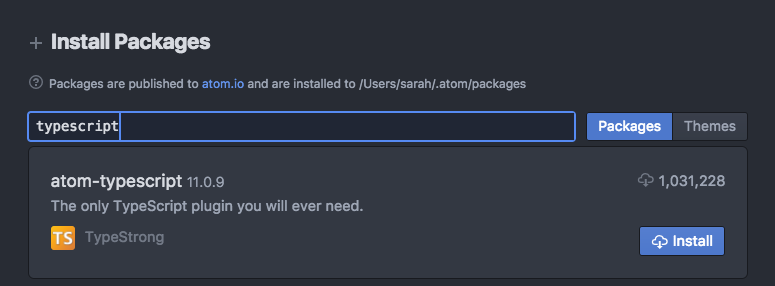 Install Packages
Packages are published to atom.io and are installed to /Users/sarah/.atom/packages
typescript Packages Themes
atom-typescript 11.0.9 1,031,228
The only TypeScript plugin you will ever need.
TS TypeStrong Install